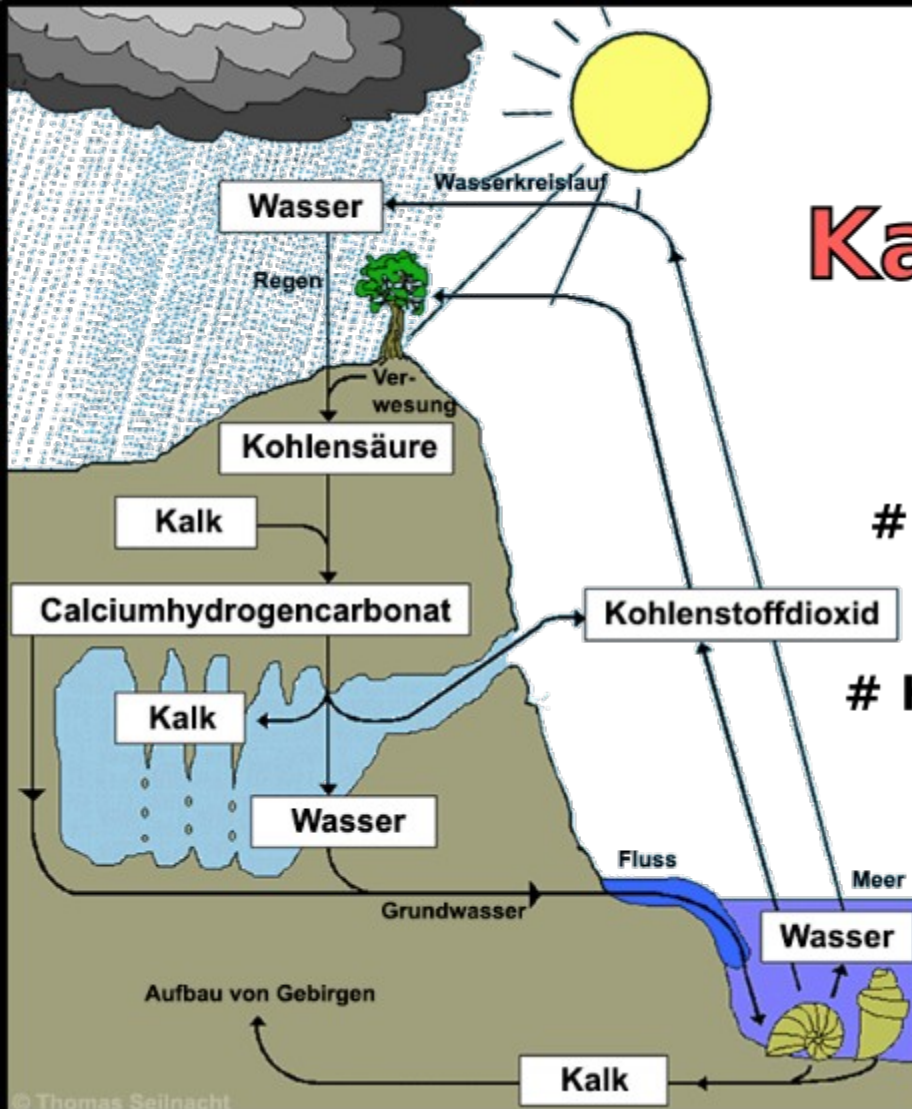 Wasserkreislauf
Wasser
Ka
Regen
Ver-
wesung
Kohlensäure
Kalk
#
Calciumhydrogencarbonat
Kohlenstoffdioxid
#
Kalk
Wasser
Fluss
Meer
Grundwasser
Wasser
Aufbau von Gebirgen
Kalk
© Thomas Seilnacht